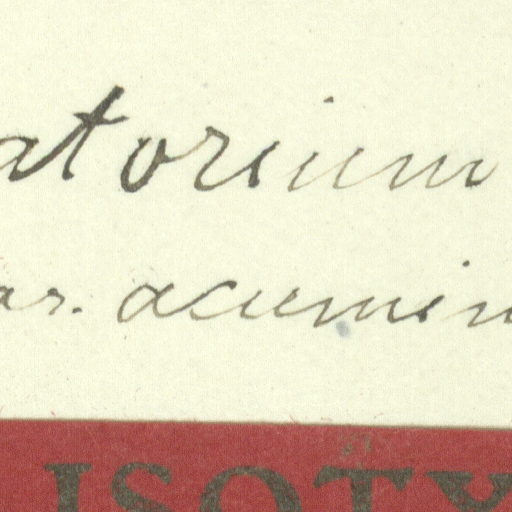 atorium
ar. acumin
ISOTY